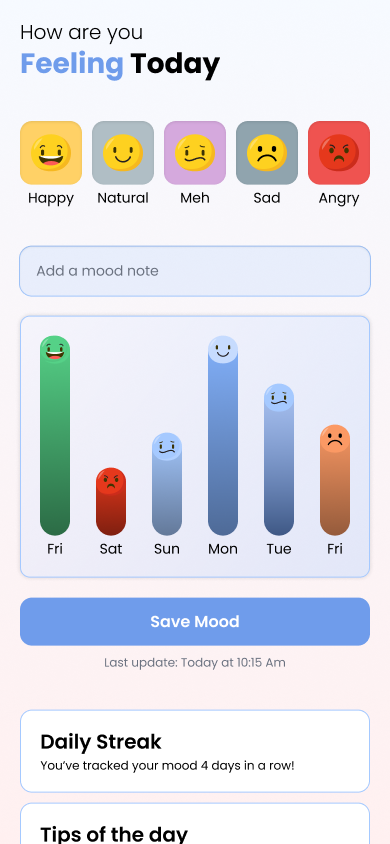 How are you
Feeling Today
Happy Natural Meh Sad Angry
Add a mood note
Fri Sat Sun Mon Tue Fri
Save Mood
Last update: Today at 10:15 Am
Daily Streak
You've tracked your mood 4 days in a row!
Tips of the day